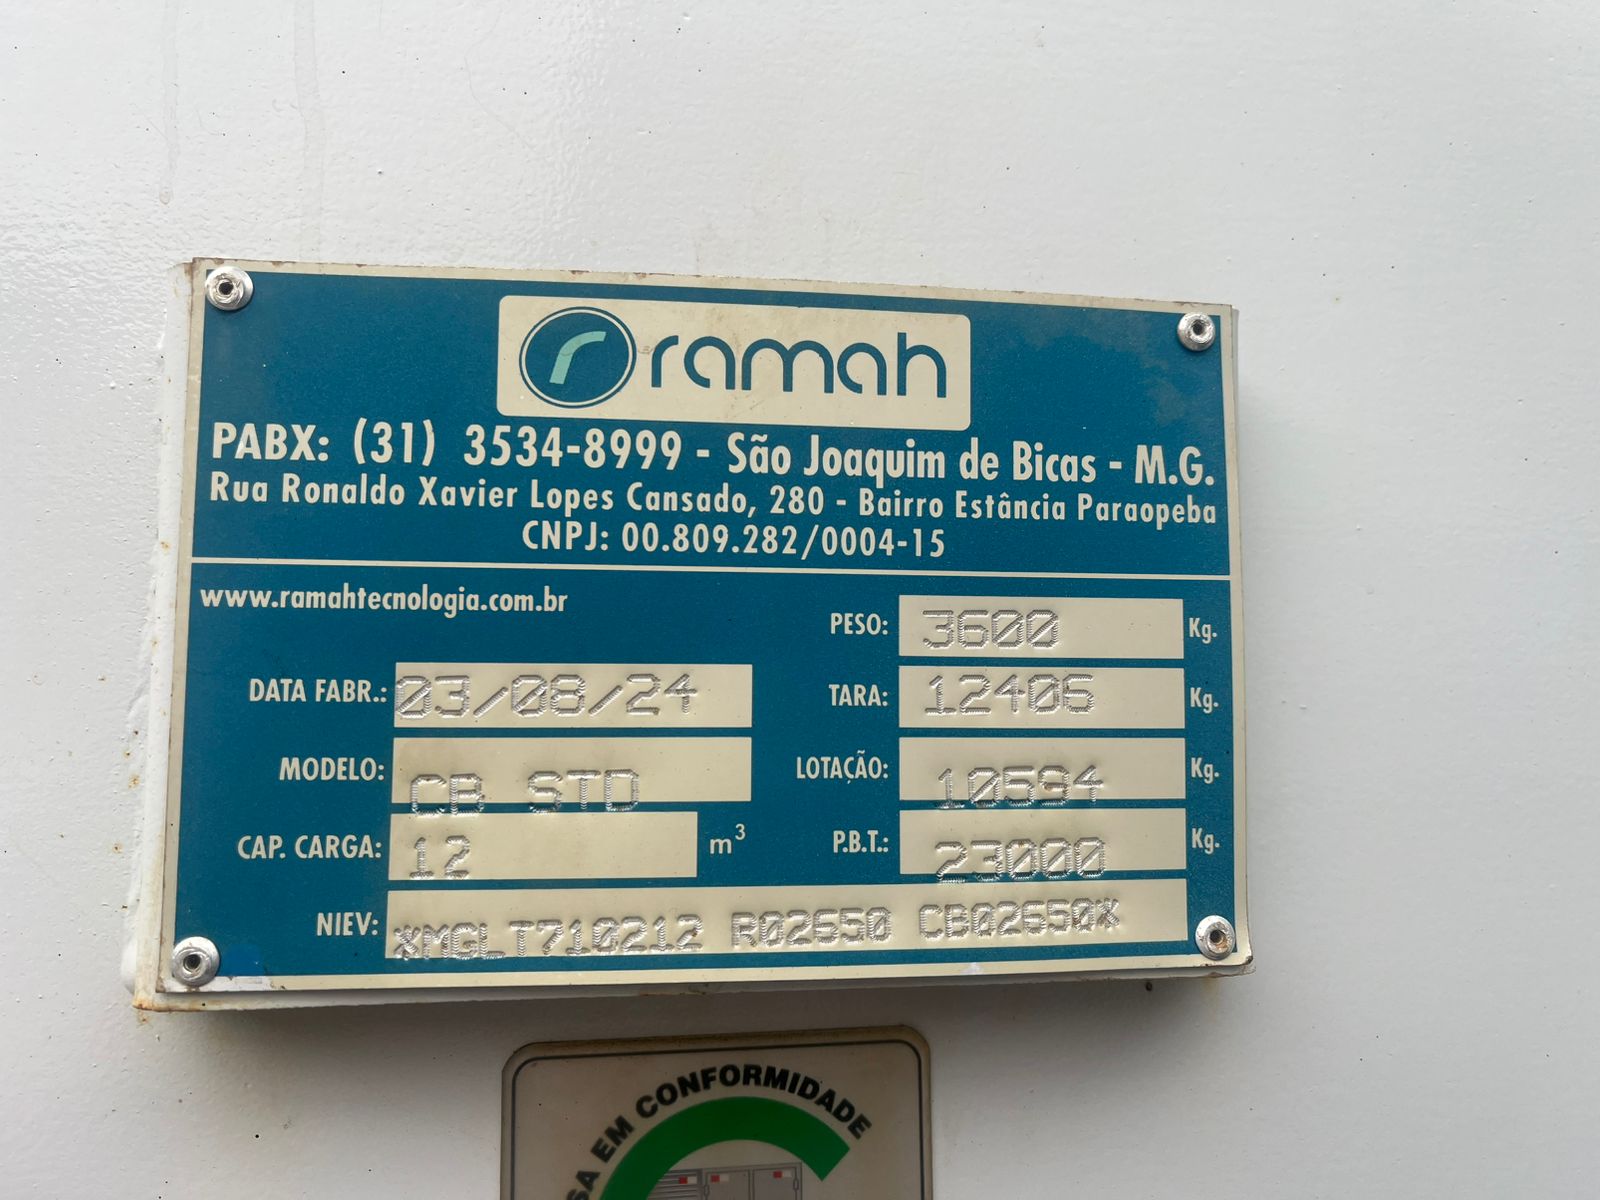 ramah
PABX: (31) 3534-8999 - São Joaquim de Bicas - M.G.
Rua Ronaldo Xavier Lopes Cansado, 280 - Bairro Estância Paraopeba
CNPJ: 00.809.282/0004-15
www.ramahtecnologia.com.br
PESO: 3600 Kg.
DATA FABR.: 03/08/24
TARA: 12406 Kg.
MODELO: CB STD
LOTAÇÃO: 10594 Kg.
CAP. CARGA: 12 m³
P.B.T.: 23000 Kg.
NIEV: *MGLT710212 R02650 CB02650*
EM CONFORMIDADE